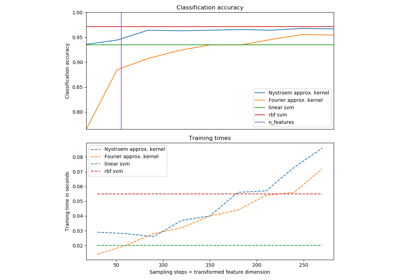 Classification accuracy
1.00
0.95
0.90
0.85
0.80
Classification accuracy
Nystroem approx. kernel
Fourier approx. kernel
linear svm
rbf svm
n_features
Training times
0.08
0.07
0.06
0.05
0.04
0.03
0.02
Training time in seconds
Nystroem approx. kernel
Fourier approx. kernel
linear svm
rbf svm
50
100
150
200
250
Sampling steps = transformed feature dimension